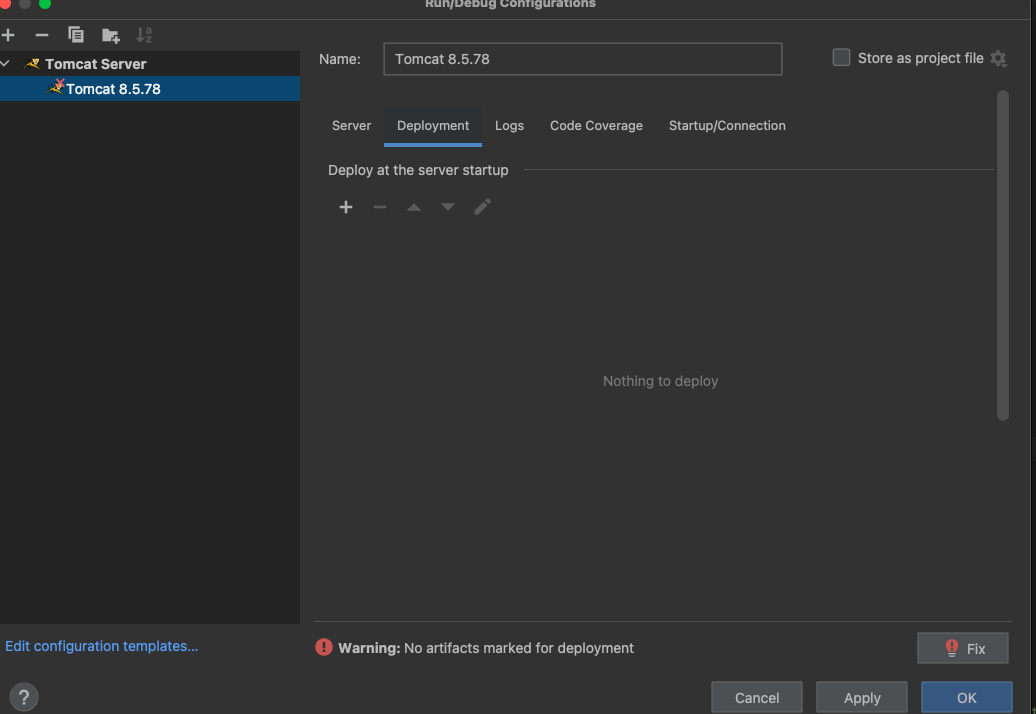 Run/Debug Configurations
Tomcat Server
Tomcat 8.5.78
Name: Tomcat 8.5.78 Store as project file
Server Deployment Logs Code Coverage Startup/Connection
Deploy at the server startup
Nothing to deploy
Edit configuration templates...
Warning: No artifacts marked for deployment Fix
? Cancel Apply OK